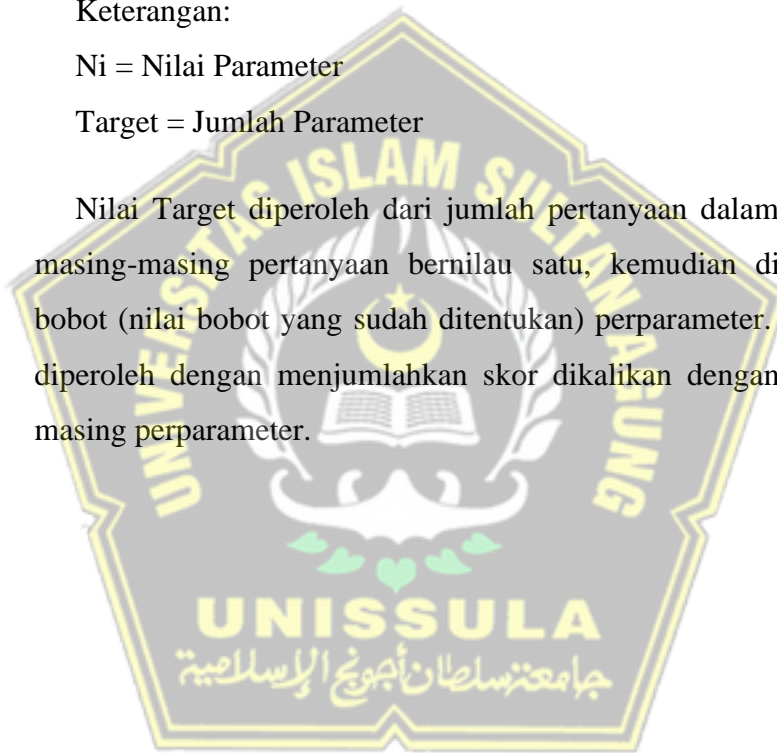 Keterangan:
Ni = Nilai Parameter
Target = Jumlah Parameter
Nilai Target diperoleh dari jumlah pertanyaan dalam
masing-masing pertanyaan bernilau satu, kemudian di
bobot (nilai bobot yang sudah ditentukan) perparameter.
diperoleh dengan menjumlahkan skor dikalikan dengan
masing perparameter.
UNIVERSITAS ISLAM SULTAN AGUNG
UNISSULA
جامعة سلطان أجونج الإسلامية